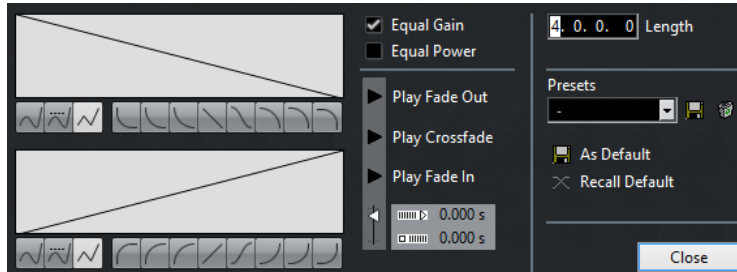 Equal Gain
Equal Power
Play Fade Out
Play Crossfade
Play Fade In
0.000 s
0.000 s
4. 0. 0. 0 Length
Presets
-
As Default
Recall Default
Close